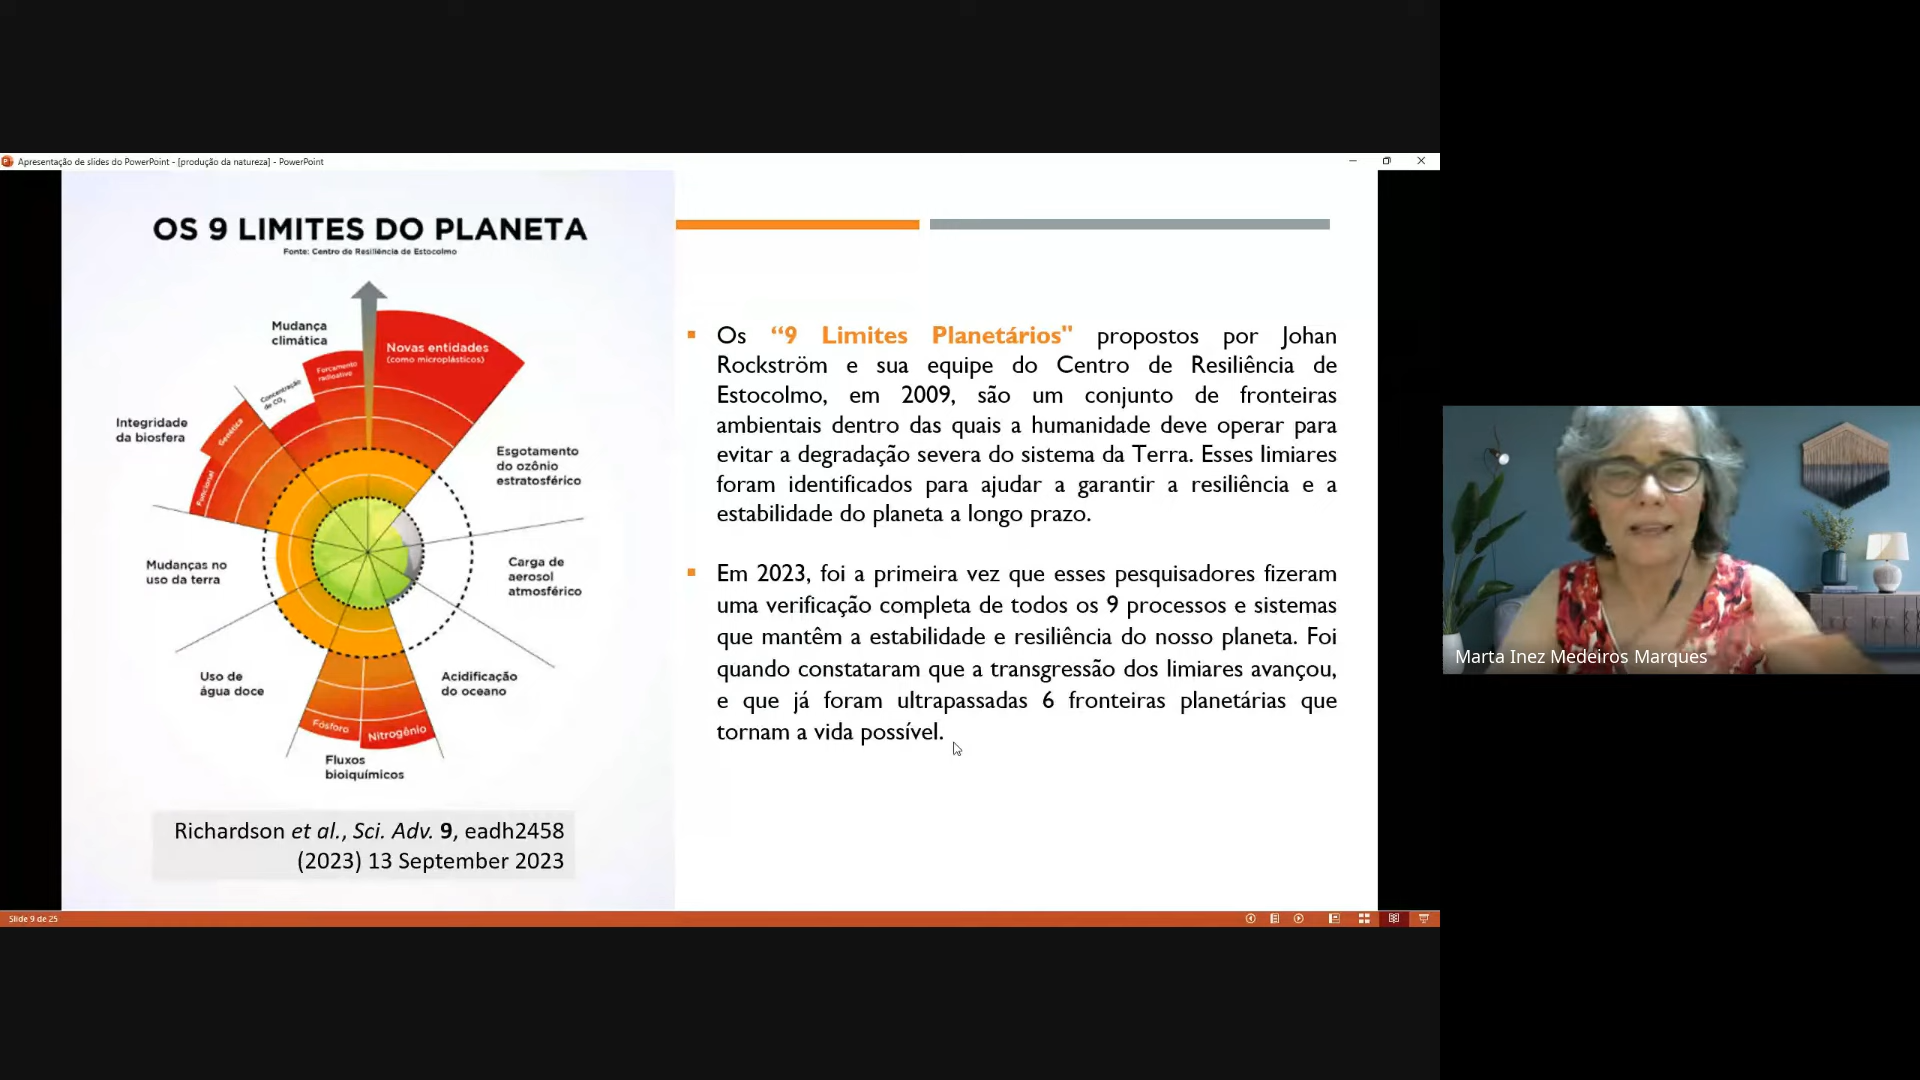 Apresentação de slides do PowerPoint - [produção da natureza] - PowerPoint
OS 9 LIMITES DO PLANETA
Fonte: Centro de Resiliência de Estocolmo
Mudança
climática
Novas entidades
(como microplásticos)
Forçamento
radioativo
Concentração
de CO₂
Integridade
da biosfera
Genética
Funcional
Esgotamento
do ozônio
estratosférico
Mudanças no
uso da terra
Carga de
aerosol
atmosférico
Uso de
água doce
Acidificação
do oceano
Fósforo
Nitrogênio
Fluxos
bioiquímicos
Richardson et al., Sci. Adv. 9, eadh2458
(2023) 13 September 2023
Os “9 Limites Planetários" propostos por Johan
Rockström e sua equipe do Centro de Resiliência de
Estocolmo, em 2009, são um conjunto de fronteiras
ambientais dentro das quais a humanidade deve operar para
evitar a degradação severa do sistema da Terra. Esses limiares
foram identificados para ajudar a garantir a resiliência e a
estabilidade do planeta a longo prazo.
Em 2023, foi a primeira vez que esses pesquisadores fizeram
uma verificação completa de todos os 9 processos e sistemas
que mantêm a estabilidade e resiliência do nosso planeta. Foi
quando constataram que a transgressão dos limiares avançou,
e que já foram ultrapassadas 6 fronteiras planetárias que
tornam a vida possível.
Slide 9 de 25
Marta Inez Medeiros Marques